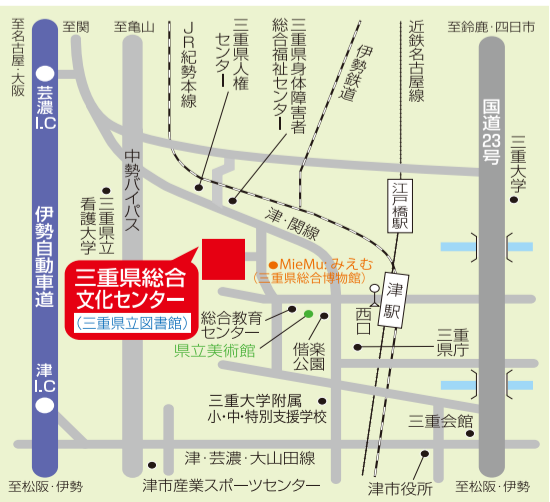 至名古屋・大阪
至関
至亀山
JR紀勢本線
三重県人権
センター
三重県身体障害者
総合福祉センター
伊勢鉄道
近鉄名古屋線
至鈴鹿・四日市
芸濃I.C
国道23号
中勢バイパス
三重県立
看護大学
三重大学
江戸橋駅
伊勢自動車道
津・関線
三重県総合
文化センター
(三重県立図書館)
MieMu:みえむ
(三重県総合博物館)
津駅
西口
総合教育
センター
県立美術館
偕楽
公園
三重
県庁
津I.C
三重大学附属
小・中・特別支援学校
三重会館
津・芸濃・大山田線
至松阪・伊勢
津市産業スポーツセンター
津市役所
至松阪・伊勢